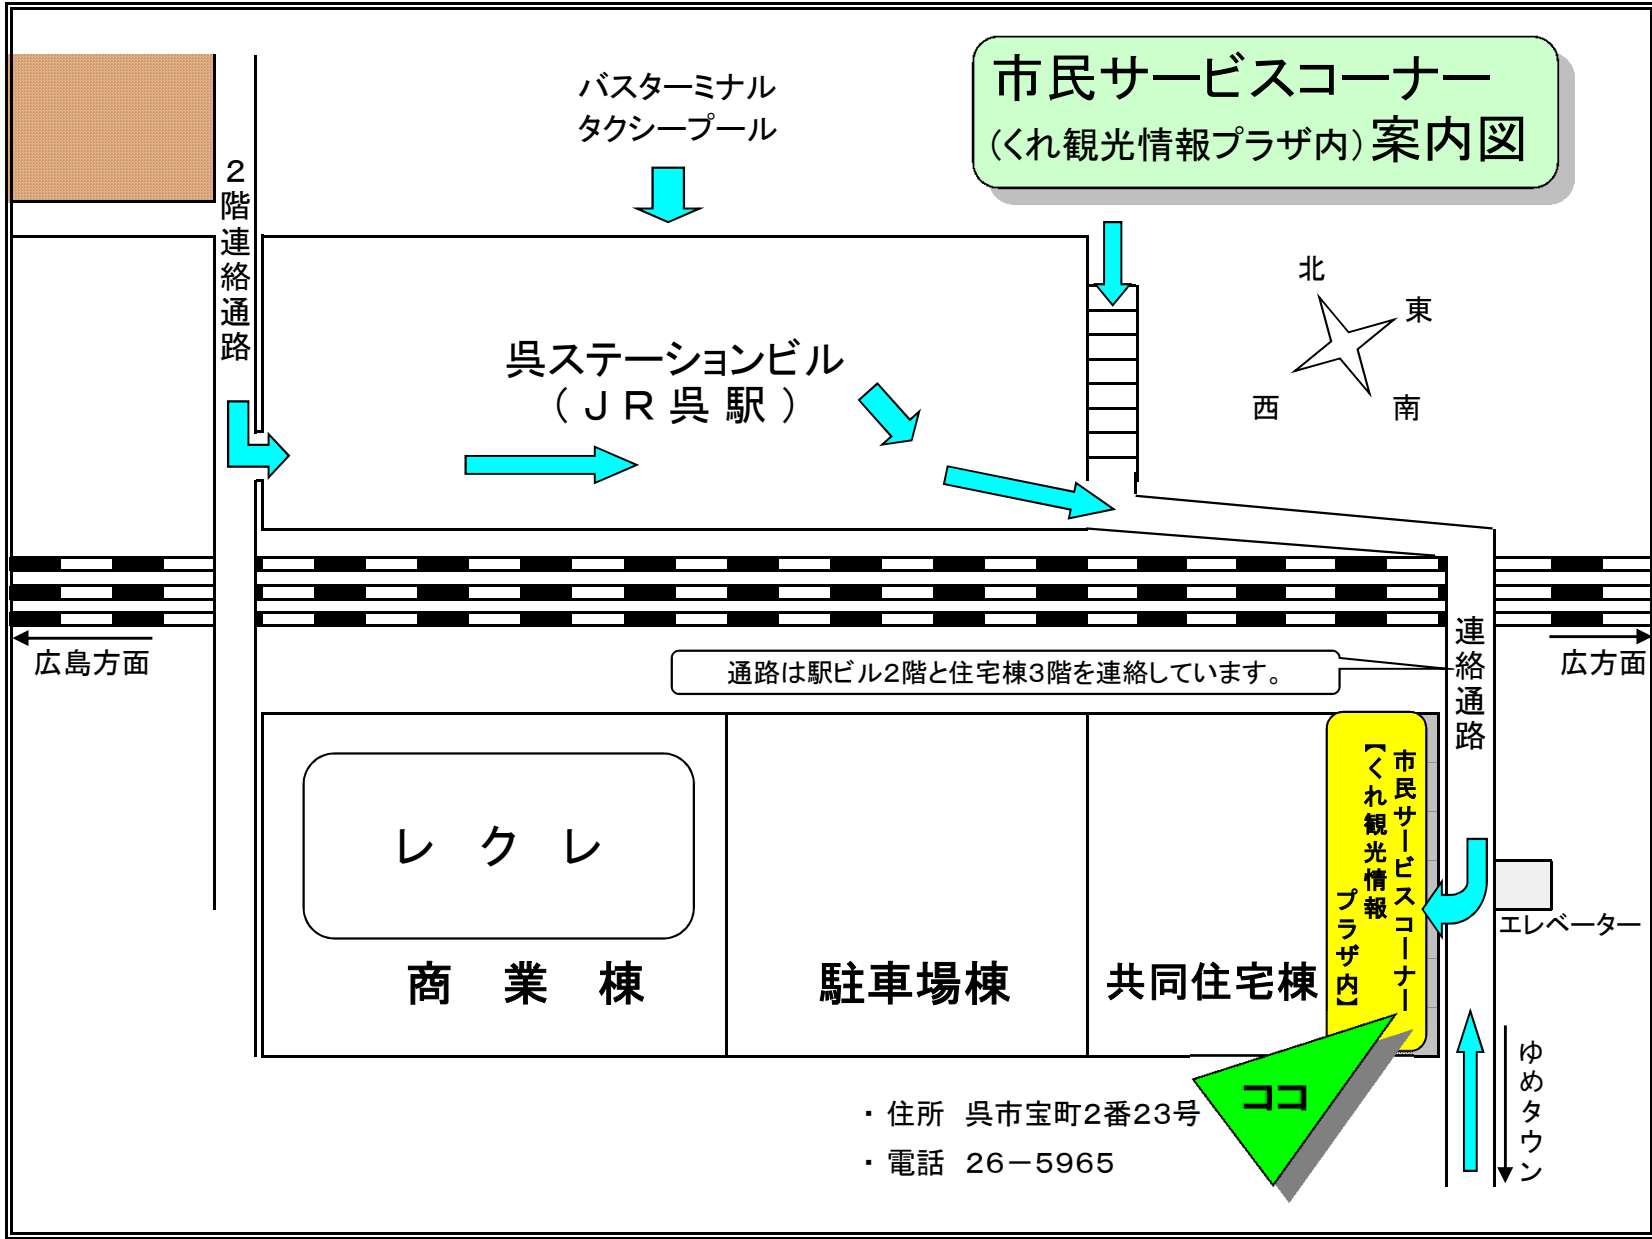 市民サービスコーナー
（くれ観光情報プラザ内）案内図
バスターミナル
タクシープール
２階連絡通路
北
東
西
南
呉ステーションビル
（ＪＲ呉駅）
広島方面
広方面
通路は駅ビル2階と住宅棟3階を連絡しています。
連絡通路
レクレ
商業棟
駐車場棟
共同住宅棟
市民サービスコーナー
【くれ観光情報
プラザ内】
エレベーター
ココ
ゆめタウン
・住所　呉市宝町2番23号
・電話　26－5965